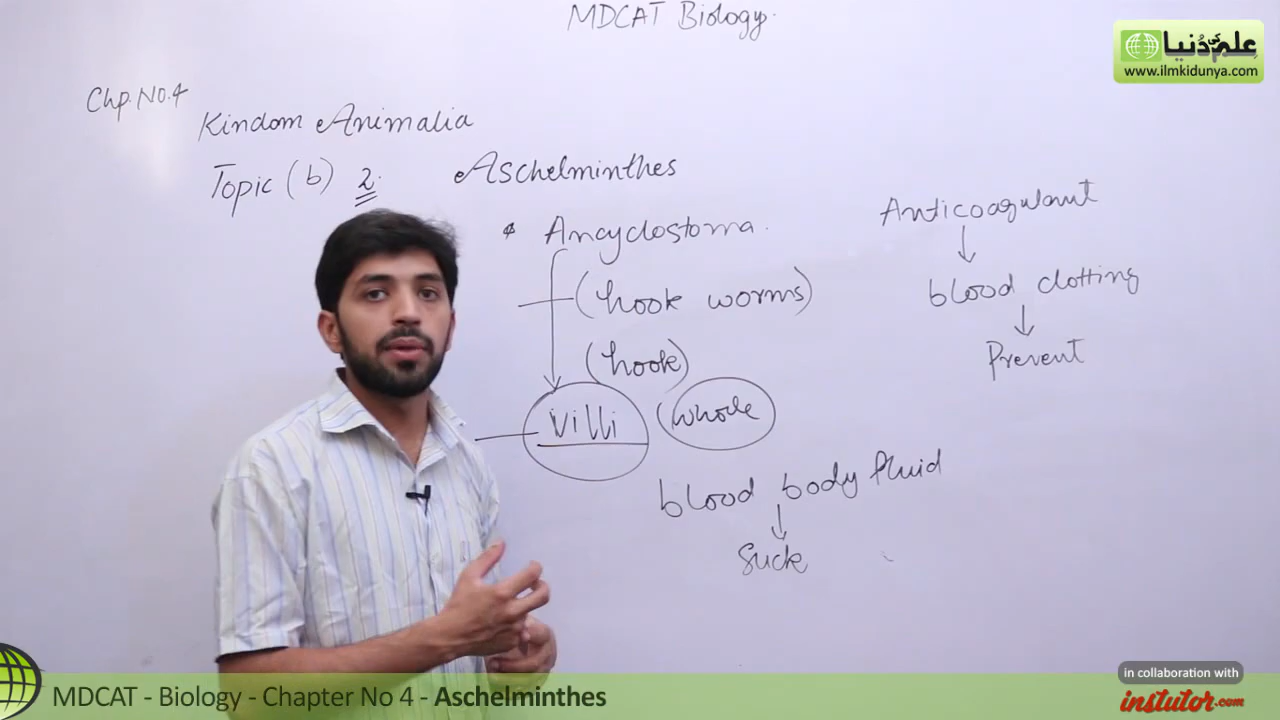 MDCAT Biology.
علم کی دُنیا
www.ilmkidunya.com
Chp.No.4
Kindom Animalia
Topic (b) 2. Aschelminthes
Ancyclostoma.
(hook worms)
(hook)
Villi (whole
blood body fluid
Suck
Anticoagulant
blood clotting
Prevent
in collaboration with
instutor.com
MDCAT - Biology - Chapter No 4 - Aschelminthes